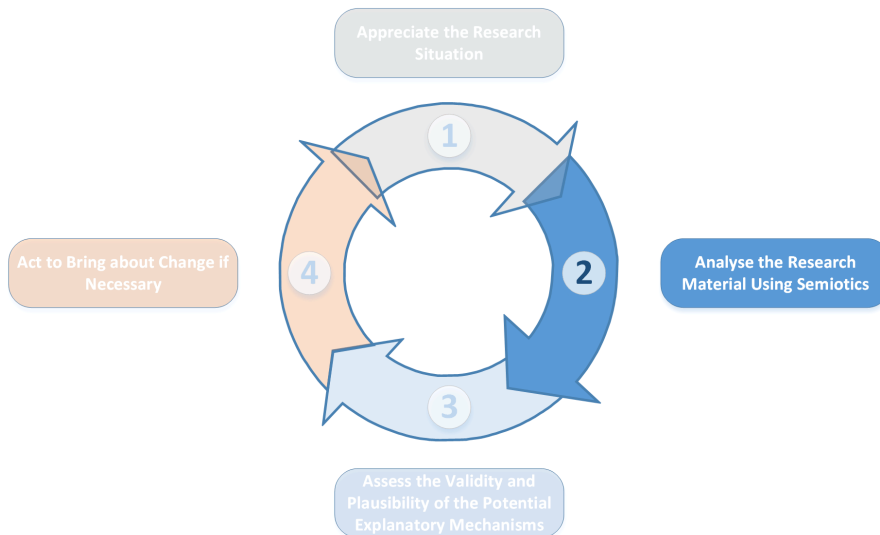 Appreciate the Research
Situation
1
2
Analyse the Research
Material Using Semiotics
3
Assess the Validity and
Plausibility of the Potential
Explanatory Mechanisms
4
Act to Bring about Change if
Necessary